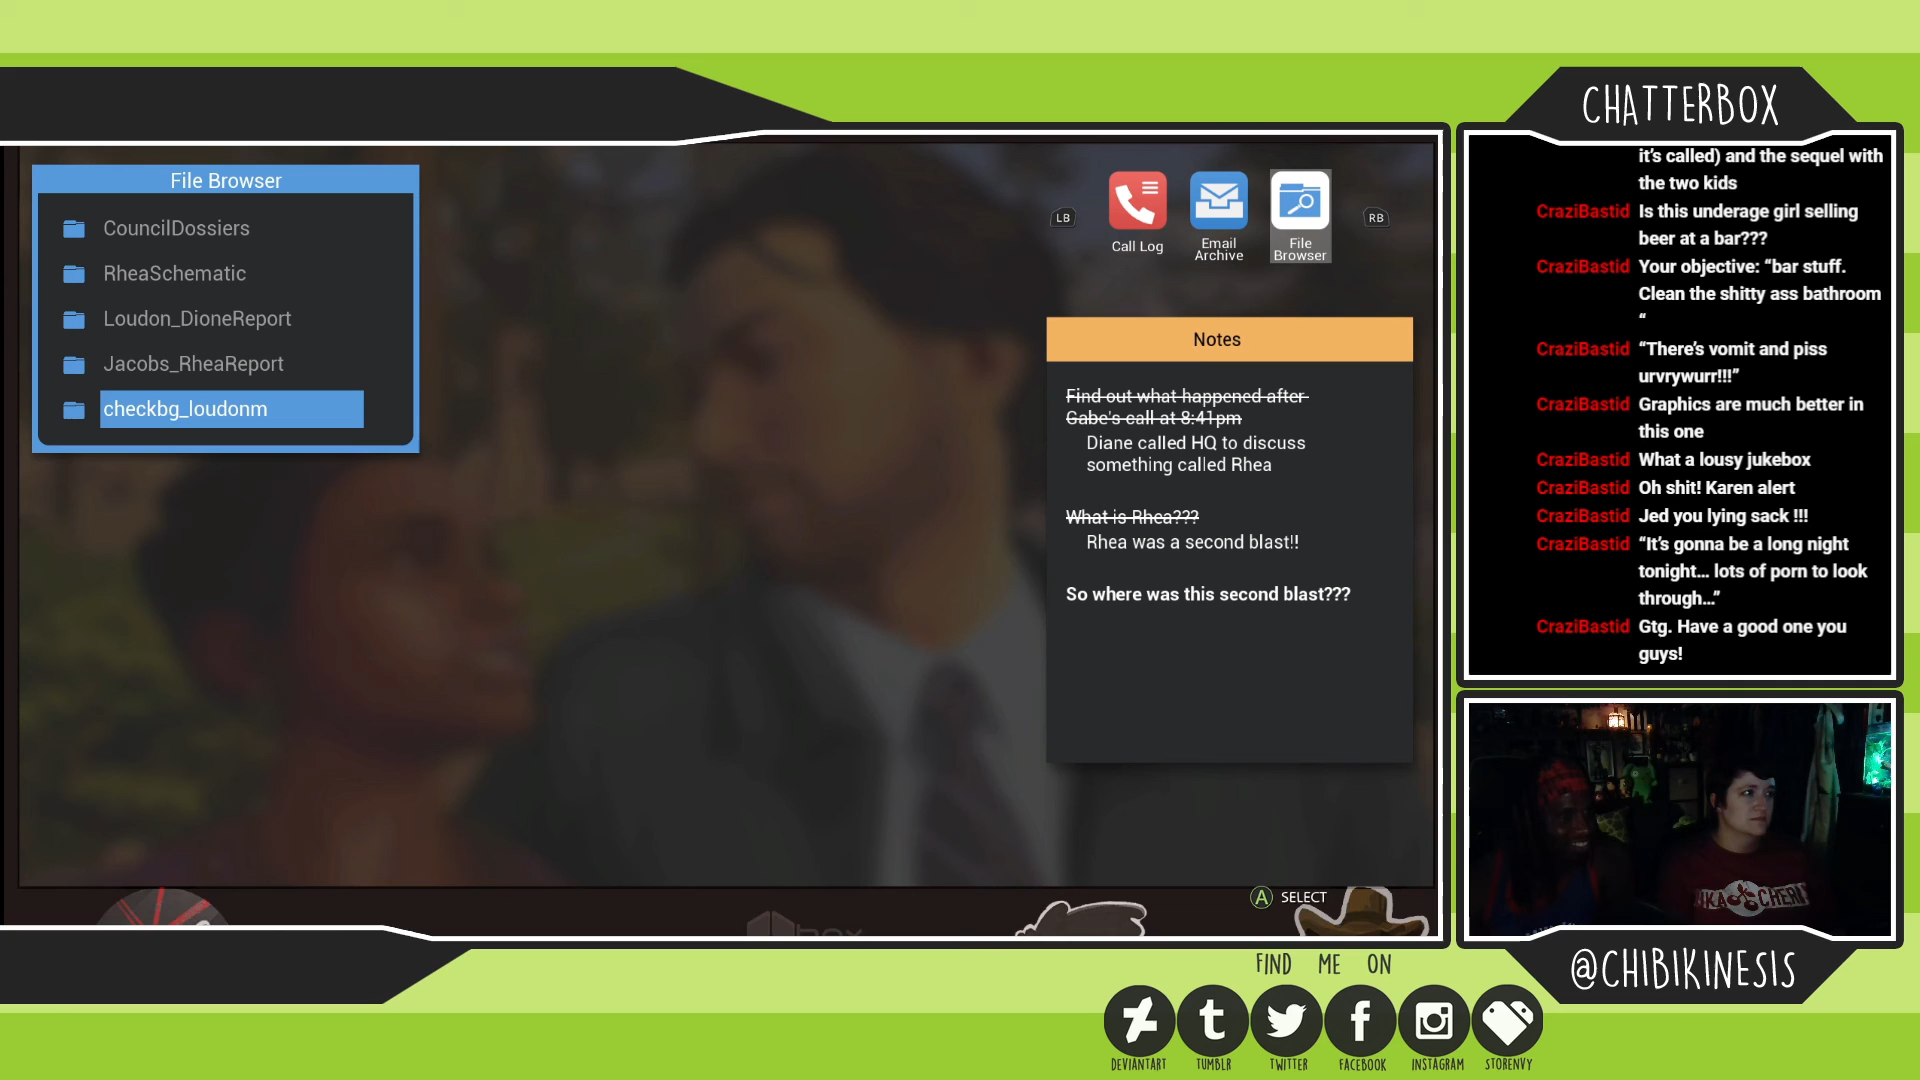 CHATTERBOX
File Browser
CouncilDossiers
RheaSchematic
Loudon_DioneReport
Jacobs_RheaReport
checkbg_loudonm
LB
Call Log
Email
Archive
File
Browser
RB
Notes
Find out what happened after
Gabe's call at 8:41pm
Diane called HQ to discuss
something called Rhea
What is Rhea???
Rhea was a second blast!!
So where was this second blast???
A SELECT
it's called) and the sequel with
the two kids
CraziBastid Is this underage girl selling
beer at a bar???
CraziBastid Your objective: “bar stuff.
Clean the shitty ass bathroom
“
CraziBastid “There's vomit and piss
urvrywurr!!!”
CraziBastid Graphics are much better in
this one
CraziBastid What a lousy jukebox
CraziBastid Oh shit! Karen alert
CraziBastid Jed you lying sack !!!
CraziBastid “It's gonna be a long night
tonight... lots of porn to look
through...”
CraziBastid Gtg. Have a good one you
guys!
@CHIBIKINESIS
FIND ME ON
DEVIANTART TUMBLR TWITTER FACEBOOK INSTAGRAM STORENVY